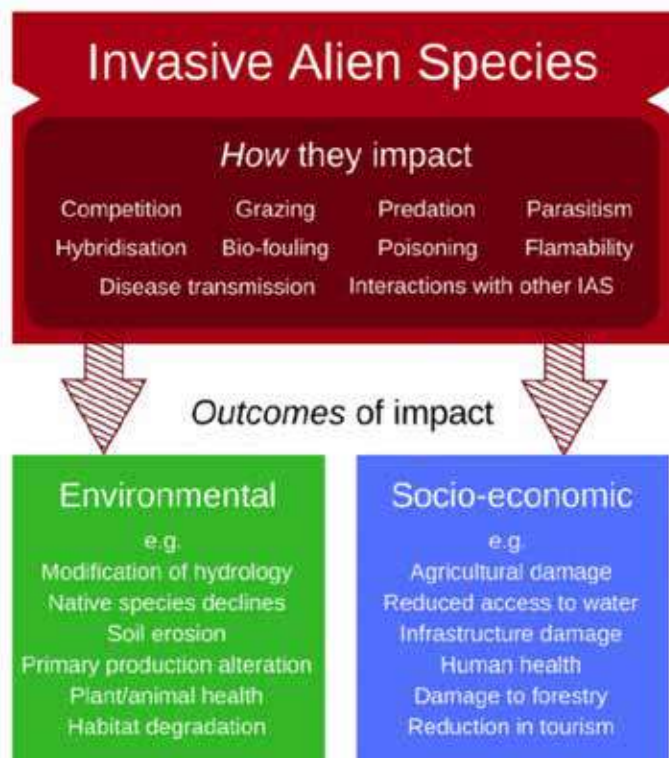 Invasive Alien Species
How they impact
Competition Grazing Predation Parasitism
Hybridisation Bio-fouling Poisoning Flamability
Disease transmission Interactions with other IAS
Outcomes of impact
Environmental
e.g.
Modification of hydrology
Native species declines
Soil erosion
Primary production alteration
Plant/animal health
Habitat degradation
Socio-economic
e.g.
Agricultural damage
Reduced access to water
Infrastructure damage
Human health
Damage to forestry
Reduction in tourism